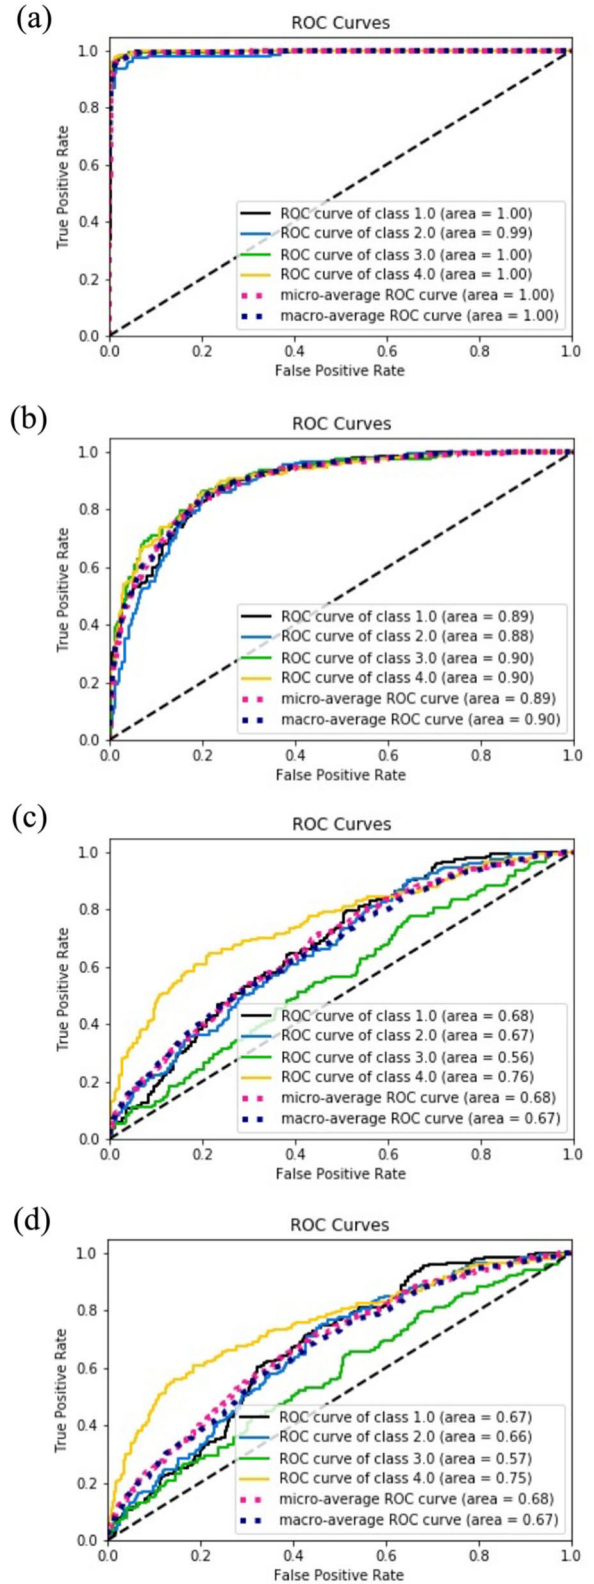 (a)
ROC Curves
True Positive Rate
1.0
0.8
0.6
0.4
0.2
0.0
ROC curve of class 1.0 (area = 1.00)
ROC curve of class 2.0 (area = 0.99)
ROC curve of class 3.0 (area = 1.00)
ROC curve of class 4.0 (area = 1.00)
micro-average ROC curve (area = 1.00)
macro-average ROC curve (area = 1.00)
0.0 0.2 0.4 0.6 0.8 1.0
False Positive Rate
(b)
ROC Curves
True Positive Rate
1.0
0.8
0.6
0.4
0.2
0.0
ROC curve of class 1.0 (area = 0.89)
ROC curve of class 2.0 (area = 0.88)
ROC curve of class 3.0 (area = 0.90)
ROC curve of class 4.0 (area = 0.90)
micro-average ROC curve (area = 0.89)
macro-average ROC curve (area = 0.90)
0.0 0.2 0.4 0.6 0.8 1.0
False Positive Rate
(c)
ROC Curves
True Positive Rate
1.0
0.8
0.6
0.4
0.2
0.0
ROC curve of class 1.0 (area = 0.68)
ROC curve of class 2.0 (area = 0.67)
ROC curve of class 3.0 (area = 0.56)
ROC curve of class 4.0 (area = 0.76)
micro-average ROC curve (area = 0.68)
macro-average ROC curve (area = 0.67)
0.0 0.2 0.4 0.6 0.8 1.0
False Positive Rate
(d)
ROC Curves
True Positive Rate
1.0
0.8
0.6
0.4
0.2
0.0
ROC curve of class 1.0 (area = 0.67)
ROC curve of class 2.0 (area = 0.66)
ROC curve of class 3.0 (area = 0.57)
ROC curve of class 4.0 (area = 0.75)
micro-average ROC curve (area = 0.68)
macro-average ROC curve (area = 0.67)
0.0 0.2 0.4 0.6 0.8 1.0
False Positive Rate